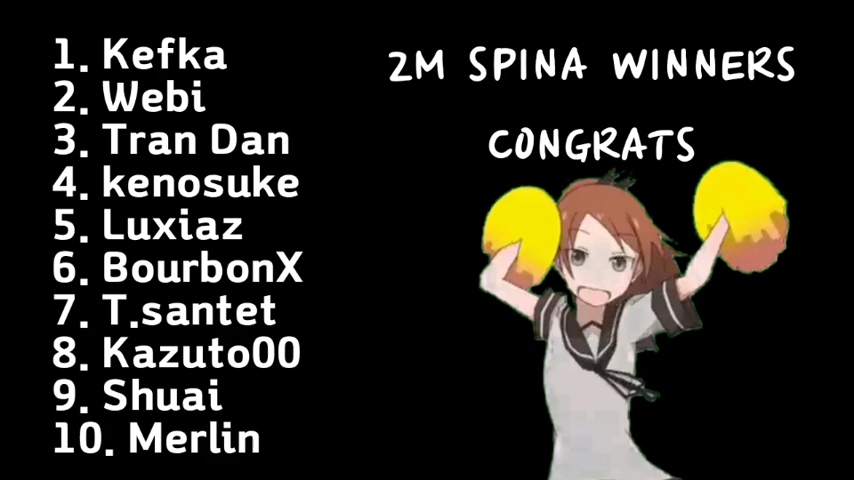 1. Kefka
2. Webi
3. Tran Dan
4. kenosuke
5. Luxiaz
6. BourbonX
7. T.santet
8. Kazuto00
9. Shuai
10. Merlin
2M SPINA WINNERS
CONGRATS